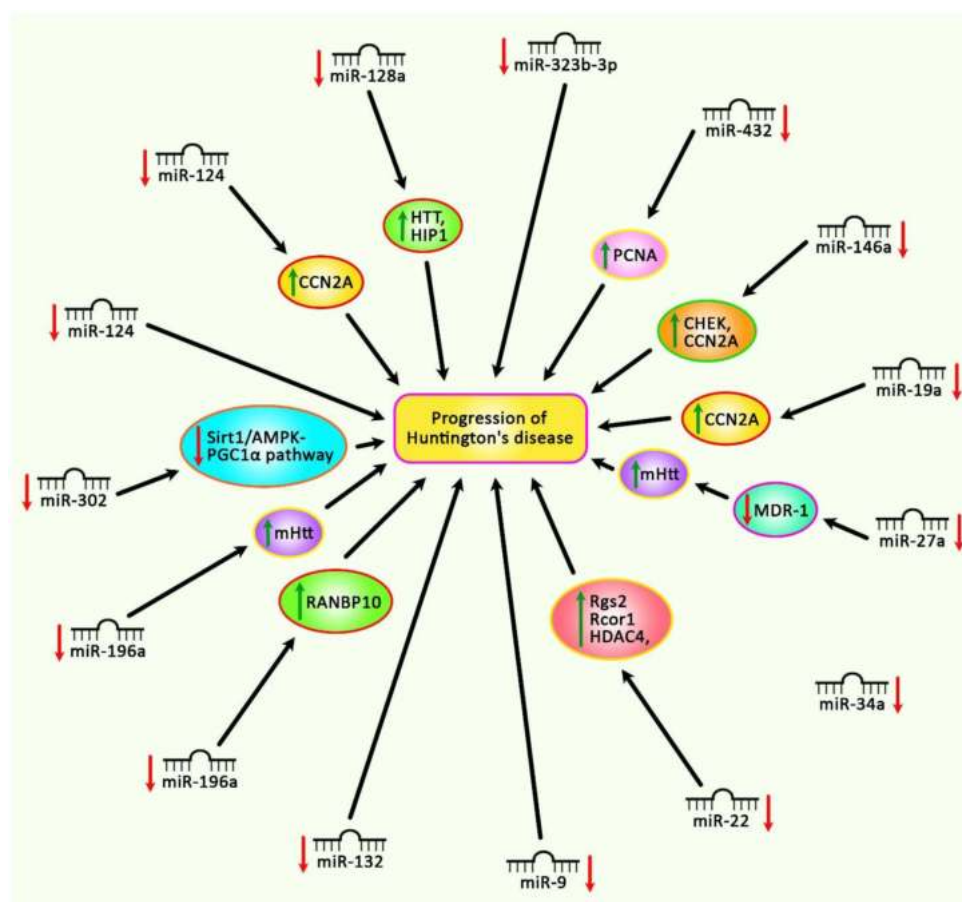 miR-128a
miR-323b-3p
miR-432
miR-124
HTT,
HIP1
PCNA
miR-146a
CCN2A
CHEK,
CCN2A
miR-124
miR-19a
Progression of
Huntington's disease
CCN2A
Sirt1/AMPK-
PGC1α pathway
mHtt
miR-302
MDR-1
mHtt
miR-27a
RANBP10
Rgs2
Rcor1
HDAC4,
miR-196a
miR-34a
miR-196a
miR-22
miR-132
miR-9